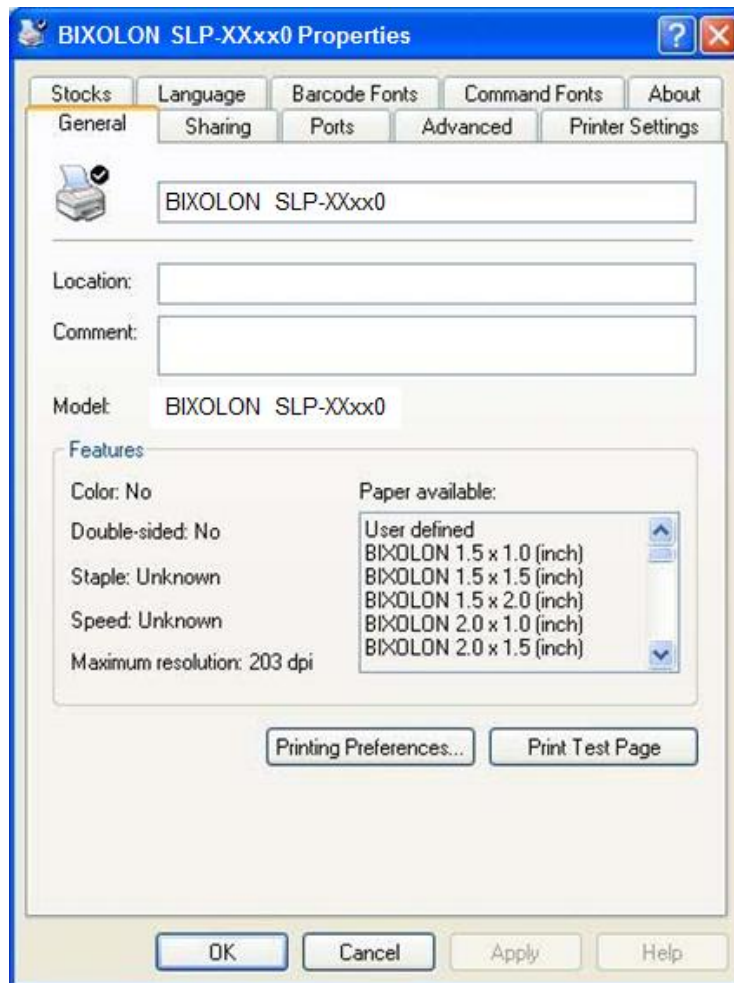 BIXOLON SLP-XXxx0 Properties
?
Stocks Language Barcode Fonts Command Fonts About
General Sharing Ports Advanced Printer Settings
BIXOLON SLP-XXxx0
Location:
Comment:
Model: BIXOLON SLP-XXxx0
Features
Color: No
Double-sided: No
Staple: Unknown
Speed: Unknown
Maximum resolution: 203 dpi
Paper available:
User defined
BIXOLON 1.5 x 1.0 (inch)
BIXOLON 1.5 x 1.5 (inch)
BIXOLON 1.5 x 2.0 (inch)
BIXOLON 2.0 x 1.0 (inch)
BIXOLON 2.0 x 1.5 (inch)
Printing Preferences... Print Test Page
OK Cancel Apply Help